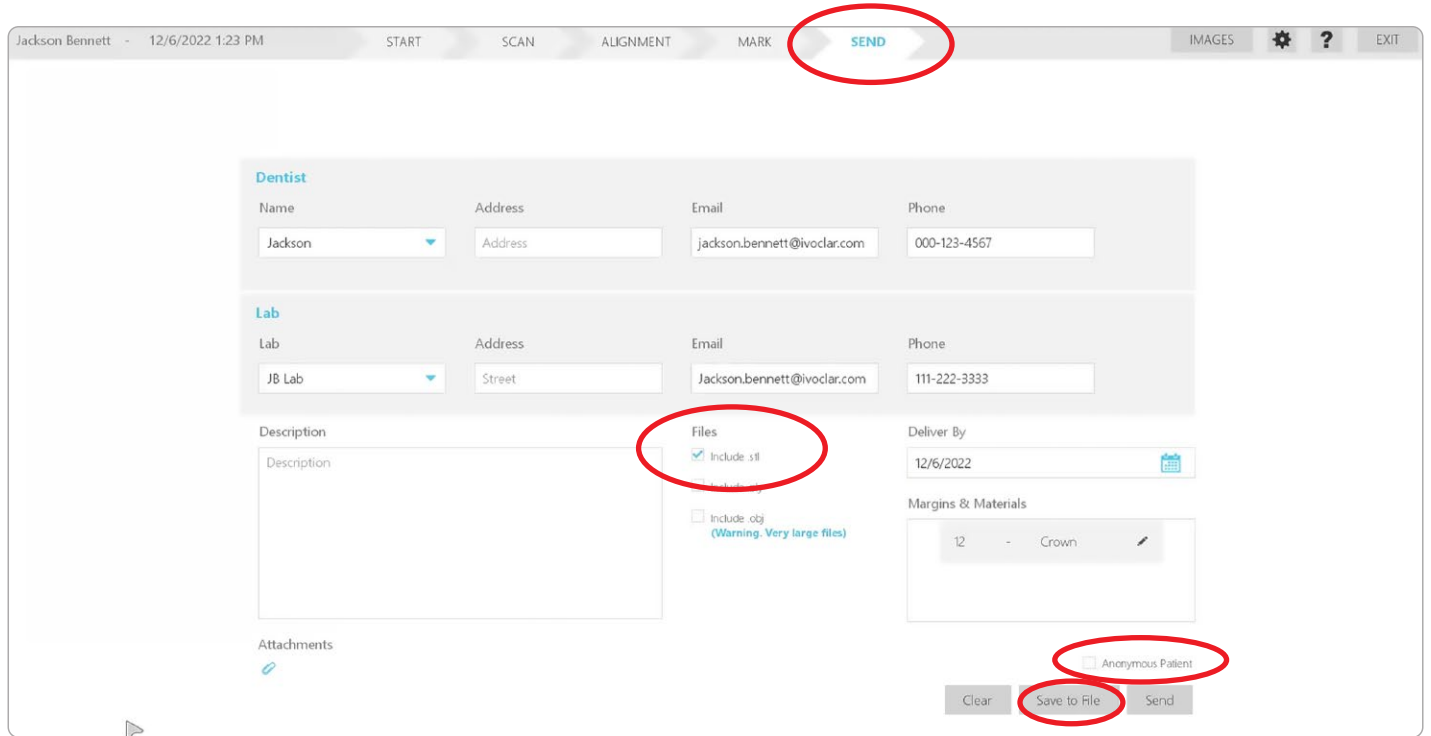 Jackson Bennett - 12/6/2022 1:23 PM START SCAN ALIGNMENT MARK SEND IMAGES ? EXIT
Dentist
Name Address Email Phone
Jackson Address jackson.bennett@ivoclar.com 000-123-4567
Lab
Lab Address Email Phone
JB Lab Street Jackson.bennett@ivoclar.com 111-222-3333
Description Files Deliver By
Description Include .stl 12/6/2022
Include
Margins & Materials
Include .obj
(Warning. Very large files)
12 - Crown
Attachments
Anonymous Patient
Clear Save to File Send